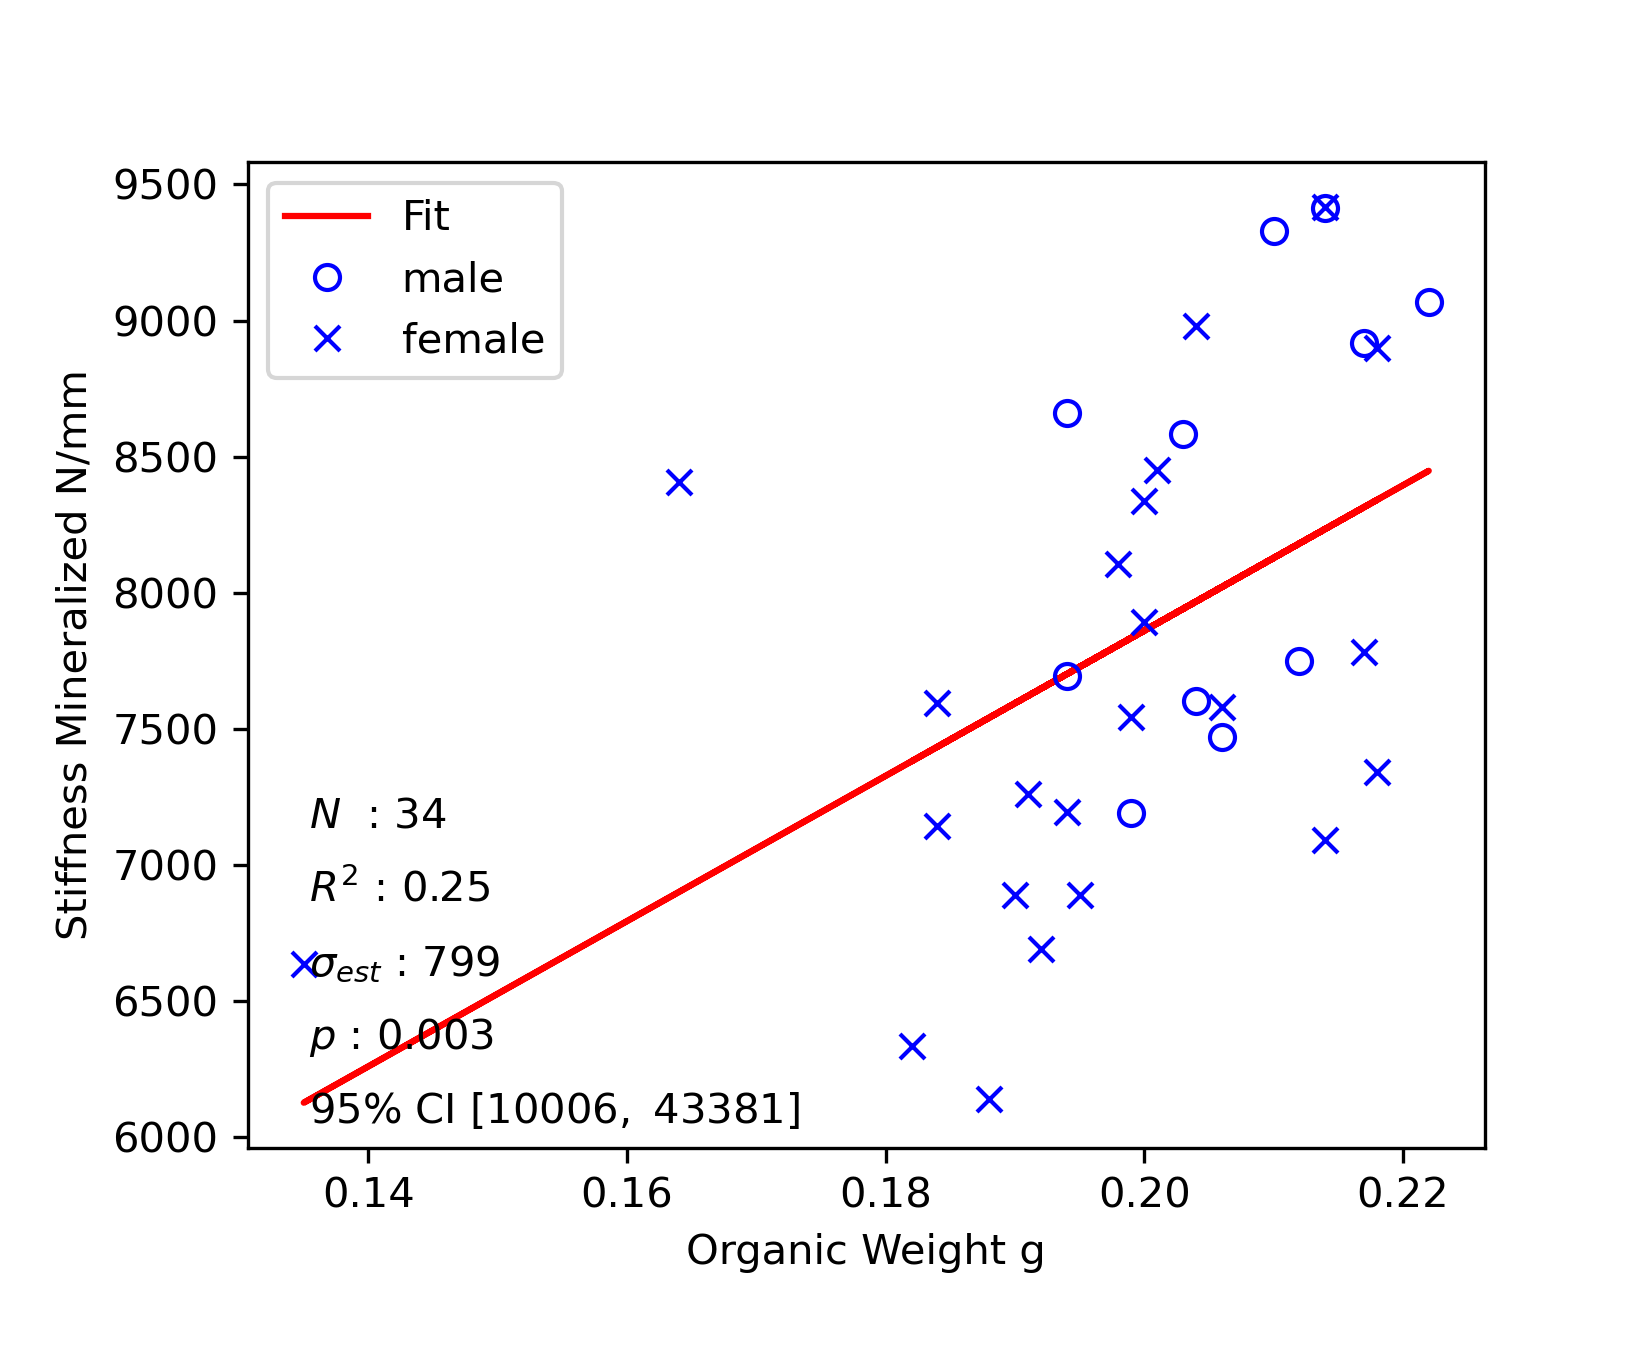 9500
9000
8500
8000
7500
7000
6500
6000
Stiffness Mineralized N/mm
Fit
male
female
N : 34
R² : 0.25
σest : 799
p : 0.003
95% CI [10006, 43381]
0.14 0.16 0.18 0.20 0.22
Organic Weight g